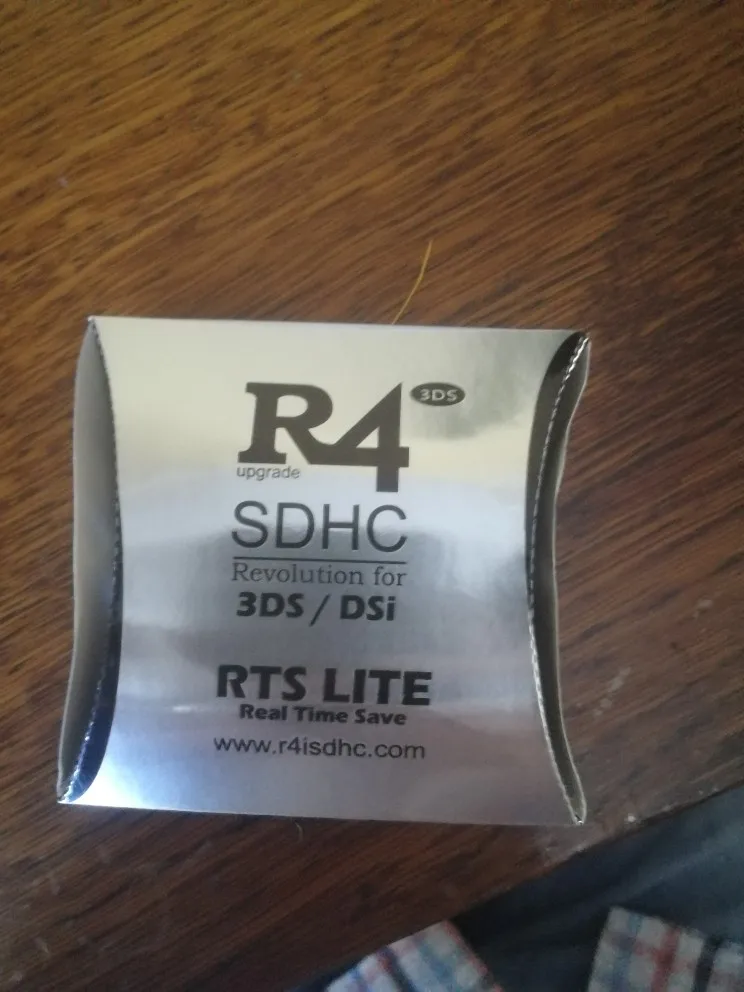 R4 3DS
upgrade
SDHC
Revolution for
3DS / DSi
RTS LITE
Real Time Save
www.r4isdhc.com